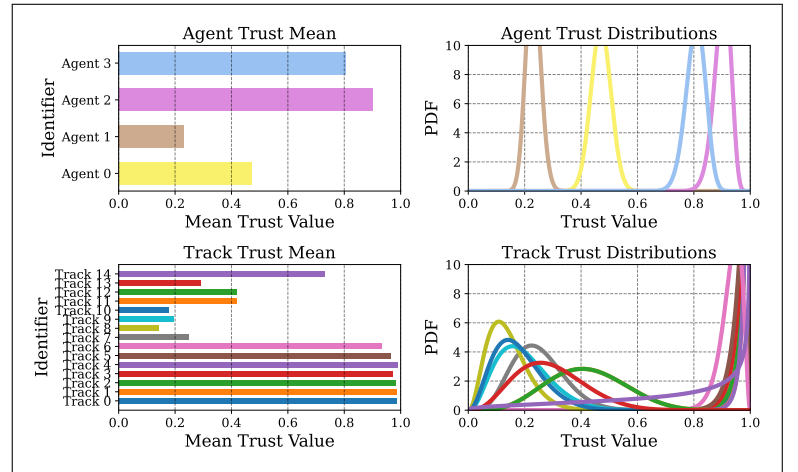 Agent Trust Mean
Identifier
Agent 3
Agent 2
Agent 1
Agent 0
0.0 0.2 0.4 0.6 0.8 1.0
Mean Trust Value
Agent Trust Distributions
PDF
10
8
6
4
2
0
0.0 0.2 0.4 0.6 0.8 1.0
Trust Value
Track Trust Mean
Identifier
Track 14
Track 13
Track 12
Track 11
Track 10
Track 9
Track 8
Track 7
Track 6
Track 5
Track 4
Track 3
Track 2
Track 1
Track 0
0.0 0.2 0.4 0.6 0.8 1.0
Mean Trust Value
Track Trust Distributions
PDF
10
8
6
4
2
0
0.0 0.2 0.4 0.6 0.8 1.0
Trust Value